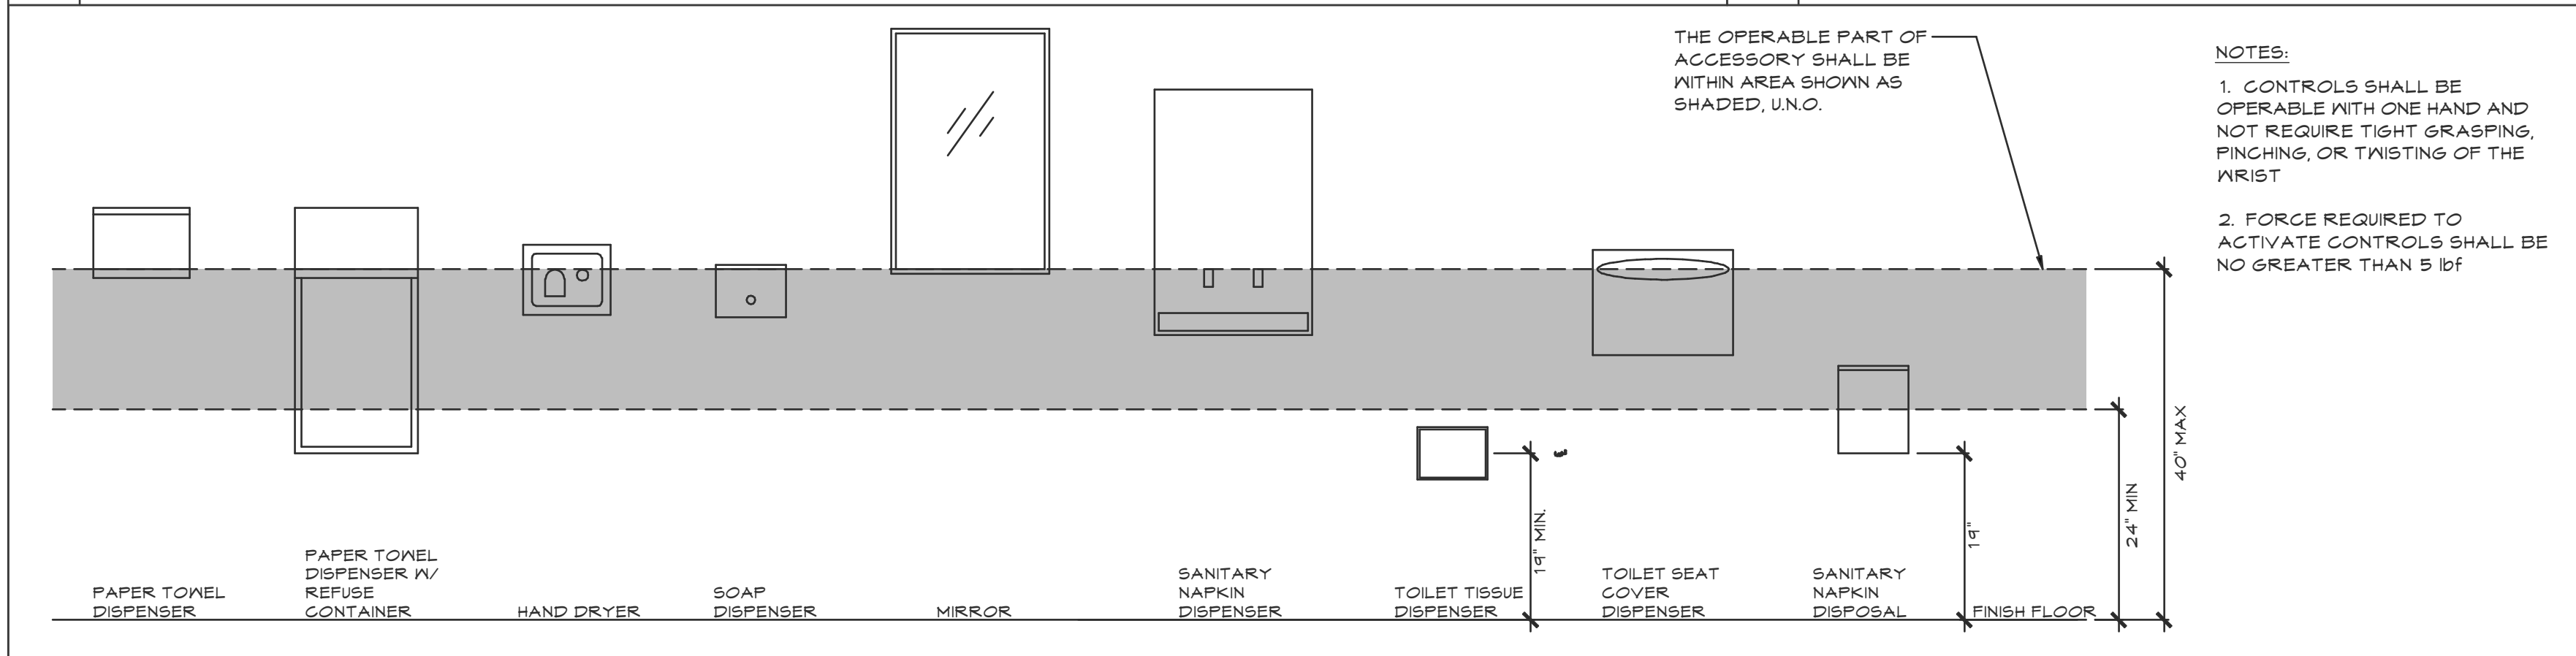 THE OPERABLE PART OF
ACCESSORY SHALL BE
WITHIN AREA SHOWN AS
SHADED, U.N.O.
NOTES:
1. CONTROLS SHALL BE
OPERABLE WITH ONE HAND AND
NOT REQUIRE TIGHT GRASPING,
PINCHING, OR TWISTING OF THE
WRIST
2. FORCE REQUIRED TO
ACTIVATE CONTROLS SHALL BE
NO GREATER THAN 5 lbf
PAPER TOWEL
DISPENSER
PAPER TOWEL
DISPENSER W/
REFUSE
CONTAINER
HAND DRYER
SOAP
DISPENSER
MIRROR
SANITARY
NAPKIN
DISPENSER
TOILET TISSUE
DISPENSER
19" MIN.
TOILET SEAT
COVER
DISPENSER
SANITARY
NAPKIN
DISPOSAL
19"
FINISH FLOOR
24" MIN
40" MAX